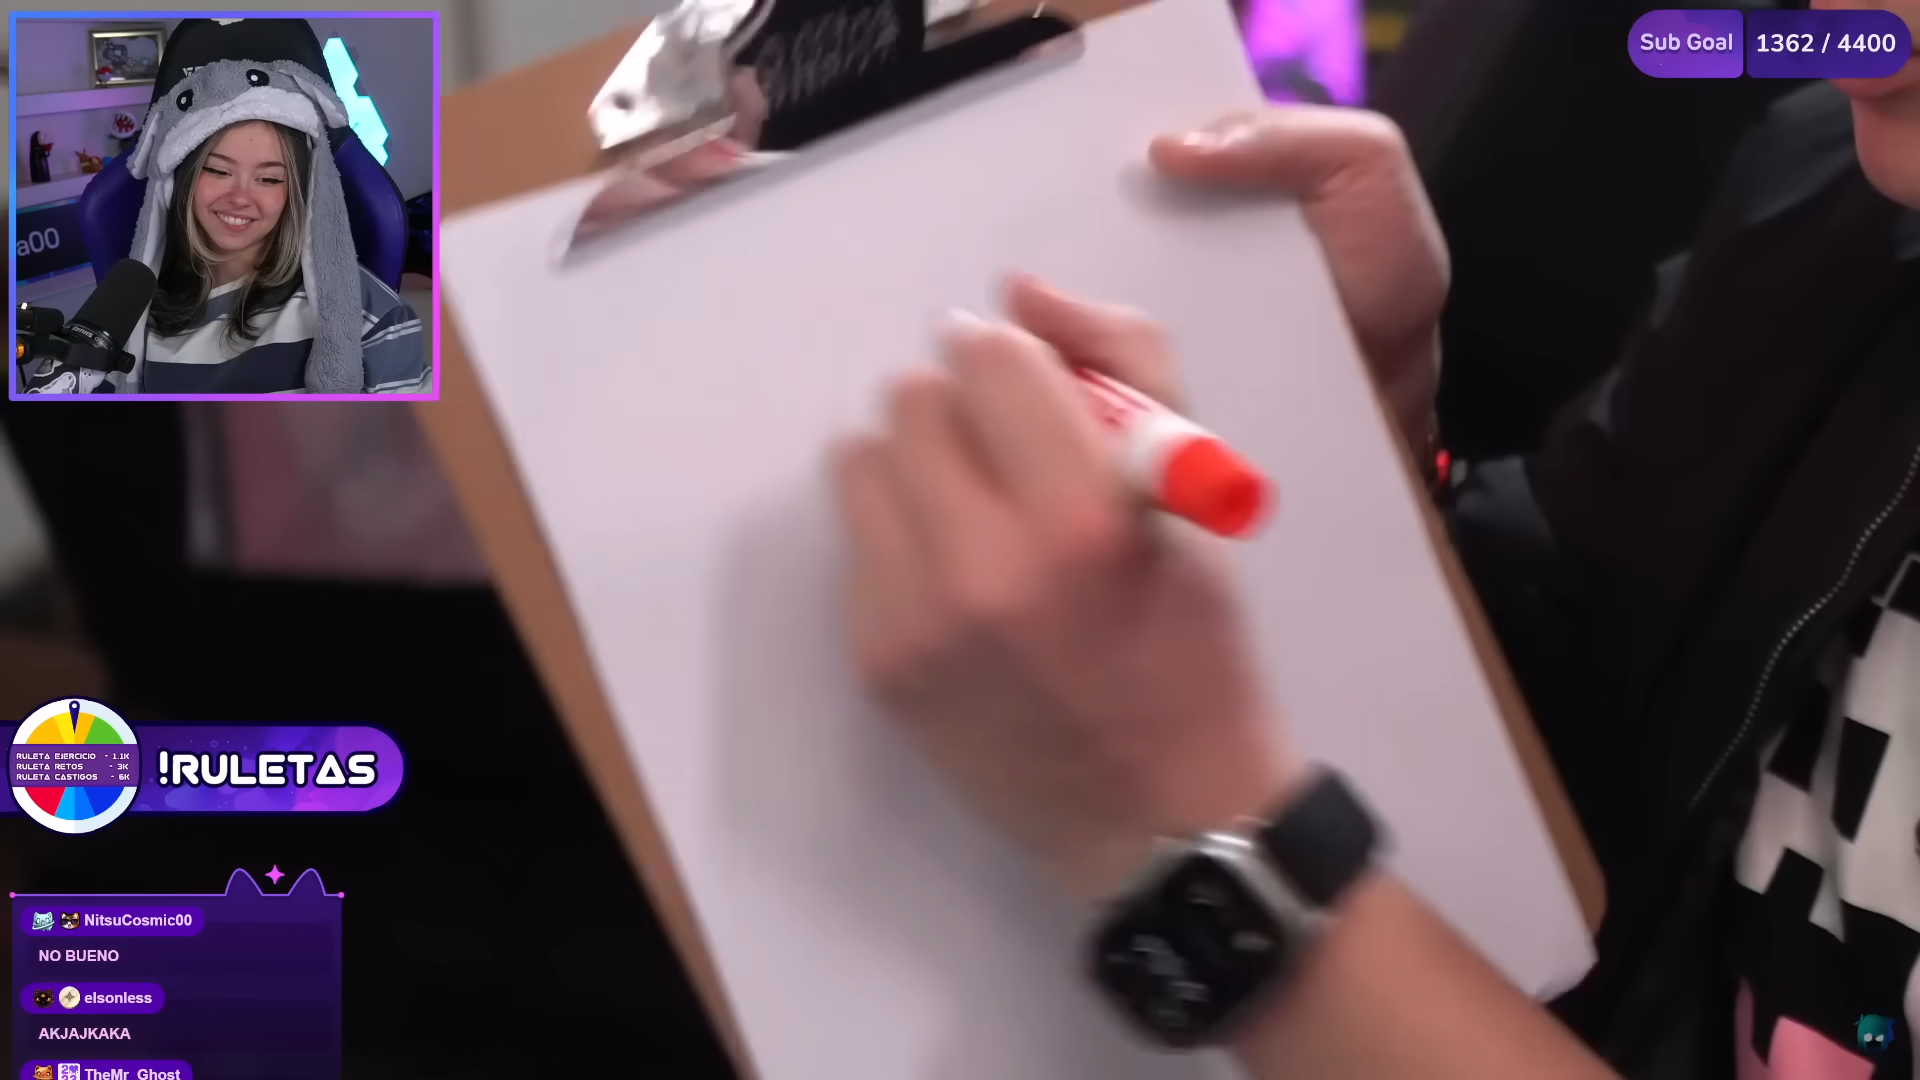 Sub Goal
1362 / 4400
a00
RULETA EJERCICIO - 1.1K
RULETA RETOS - 3K
RULETA CASTIGOS - 6K
!RULETAS
NitsuCosmic00
NO BUENO
elsonless
AKJAJKAKA
TheMr_Ghost